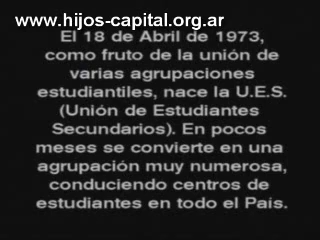 www.hijos-capital.org.ar
El 18 de Abril de 1973,
como fruto de la unión de
varias agrupaciones
estudiantiles, nace la U.E.S.
(Unión de Estudiantes
Secundarios). En pocos
meses se convierte en una
agrupación muy numerosa,
conduciendo centros de
estudiantes en todo el País.